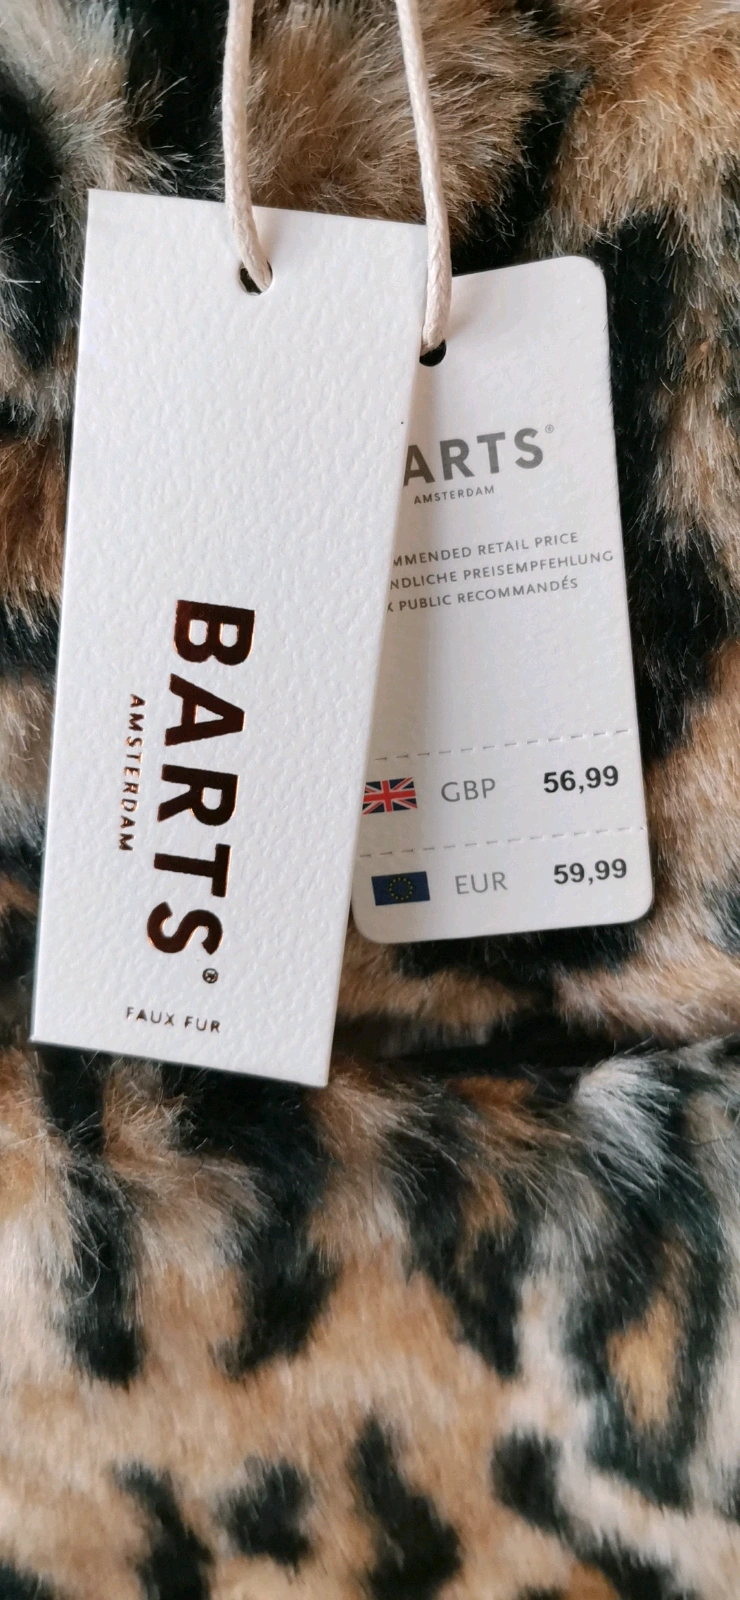 BARTS®
AMSTERDAM
FAUX FUR
ARTS®
AMSTERDAM
MMENDED RETAIL PRICE
NDLICHE PREISEMPFEHLUNG
X PUBLIC RECOMMANDÉS
GBP 56,99
EUR 59,99